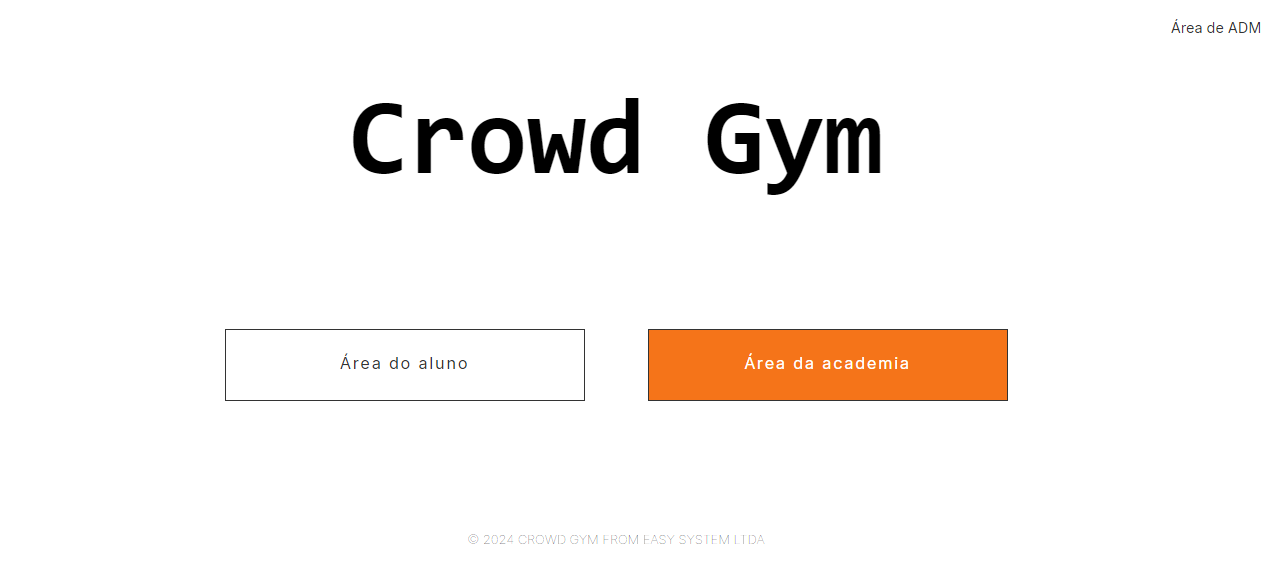 Área de ADM
Crowd Gym
Área do aluno
Área da academia
© 2024 CROWD GYM FROM EASY SYSTEM LTDA